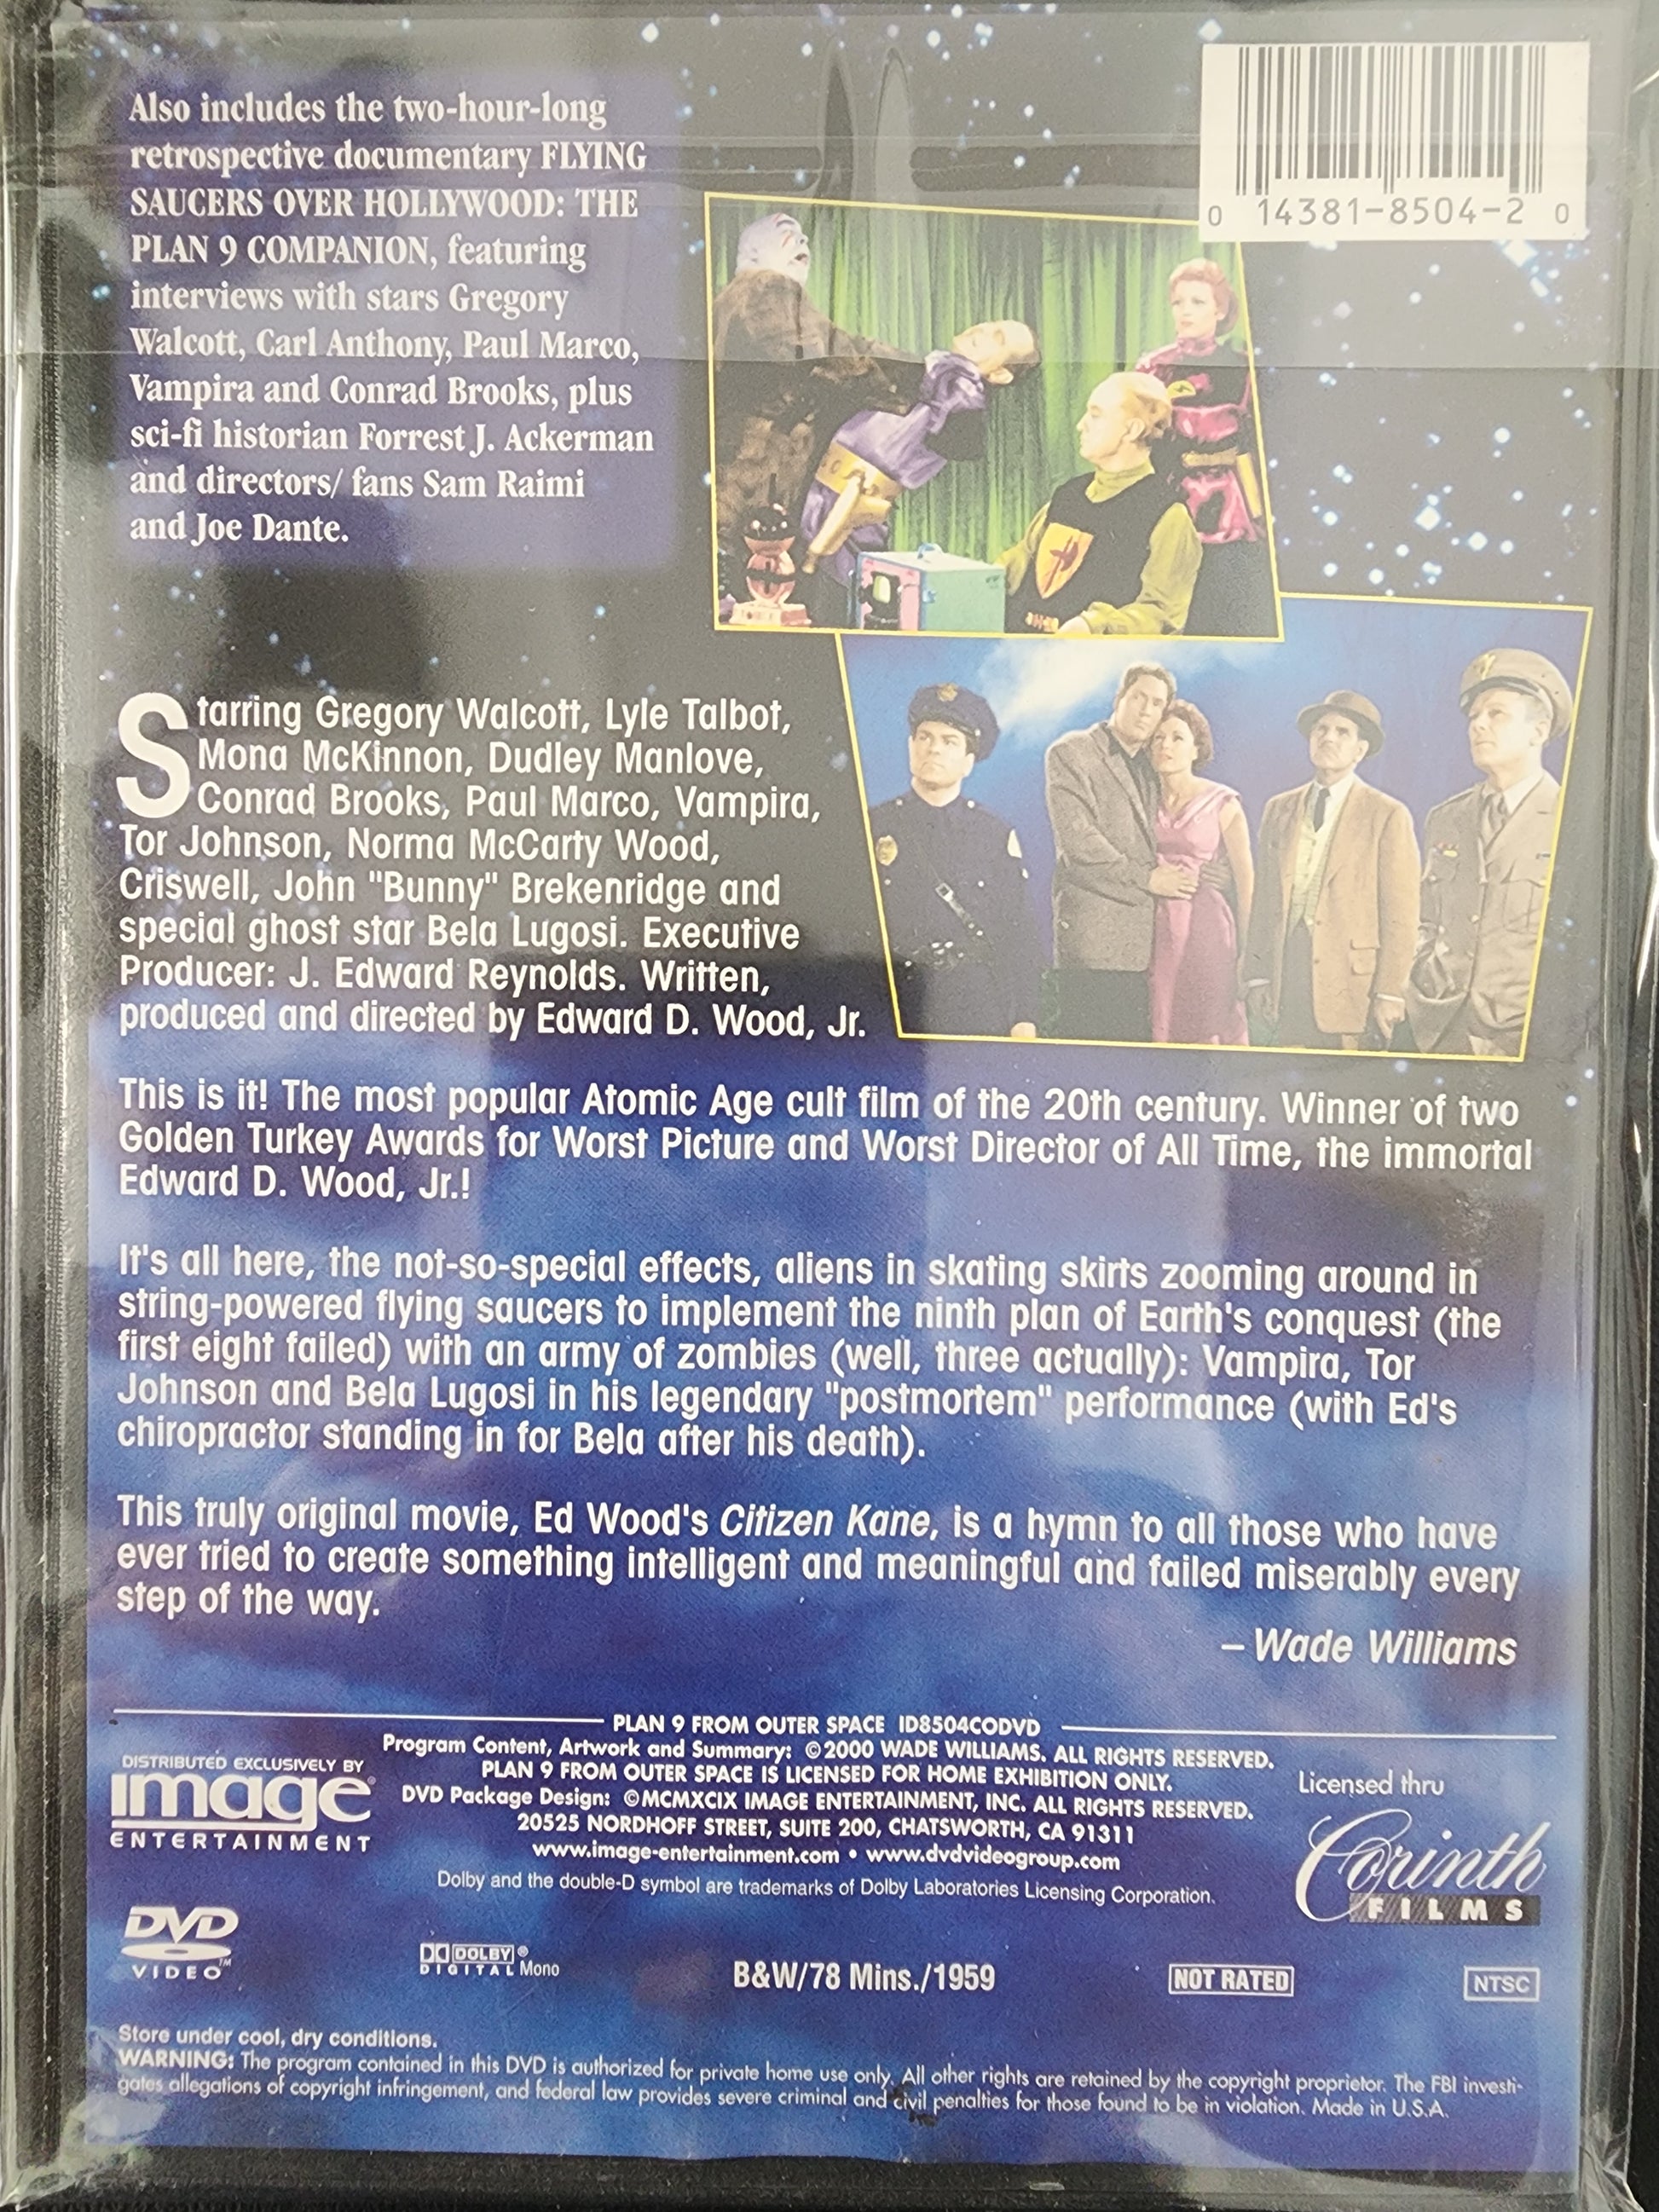 Also includes the two-hour-long
retrospective documentary FLYING
SAUCERS OVER HOLLYWOOD: THE
PLAN 9 COMPANION, featuring
interviews with stars Gregory
Walcott, Carl Anthony, Paul Marco,
Vampira and Conrad Brooks, plus
sci-fi historian Forrest J. Ackerman
and directors/ fans Sam Raimi
and Joe Dante.
0 14381-8504-2 0
Starring Gregory Walcott, Lyle Talbot,
Mona McKinnon, Dudley Manlove,
Conrad Brooks, Paul Marco, Vampira,
Tor Johnson, Norma McCarty Wood,
Criswell, John "Bunny" Brekenridge and
special ghost star Bela Lugosi. Executive
Producer: J. Edward Reynolds. Written,
produced and directed by Edward D. Wood, Jr.
This is it! The most popular Atomic Age cult film of the 20th century. Winner of two
Golden Turkey Awards for Worst Picture and Worst Director of All Time, the immortal
Edward D. Wood, Jr.!
It's all here, the not-so-special effects, aliens in skating skirts zooming around in
string-powered flying saucers to implement the ninth plan of Earth's conquest (the
first eight failed) with an army of zombies (well, three actually): Vampira, Tor
Johnson and Bela Lugosi in his legendary "postmortem" performance (with Ed's
chiropractor standing in for Bela after his death).
This truly original movie, Ed Wood's Citizen Kane, is a hymn to all those who have
ever tried to create something intelligent and meaningful and failed miserably every
step of the way.
– Wade Williams
PLAN 9 FROM OUTER SPACE ID8504CODVD
Program Content, Artwork and Summary: ©2000 WADE WILLIAMS. ALL RIGHTS RESERVED.
PLAN 9 FROM OUTER SPACE IS LICENSED FOR HOME EXHIBITION ONLY.
DVD Package Design: ©MCMXCIX IMAGE ENTERTAINMENT, INC. ALL RIGHTS RESERVED.
20525 NORDHOFF STREET, SUITE 200, CHATSWORTH, CA 91311
www.image-entertainment.com • www.dvdvideogroup.com
Dolby and the double-D symbol are trademarks of Dolby Laboratories Licensing Corporation.
DISTRIBUTED EXCLUSIVELY BY
image®
ENTERTAINMENT
Licensed thru
Corinth
FILMS
DVD
VIDEO™
DOLBY®
DIGITAL Mono
B&W/78 Mins./1959
NOT RATED
NTSC
Store under cool, dry conditions.
WARNING: The program contained in this DVD is authorized for private home use only. All other rights are retained by the copyright proprietor. The FBI investi-
gates allegations of copyright infringement, and federal law provides severe criminal and civil penalties for those found to be in violation. Made in U.S.A.